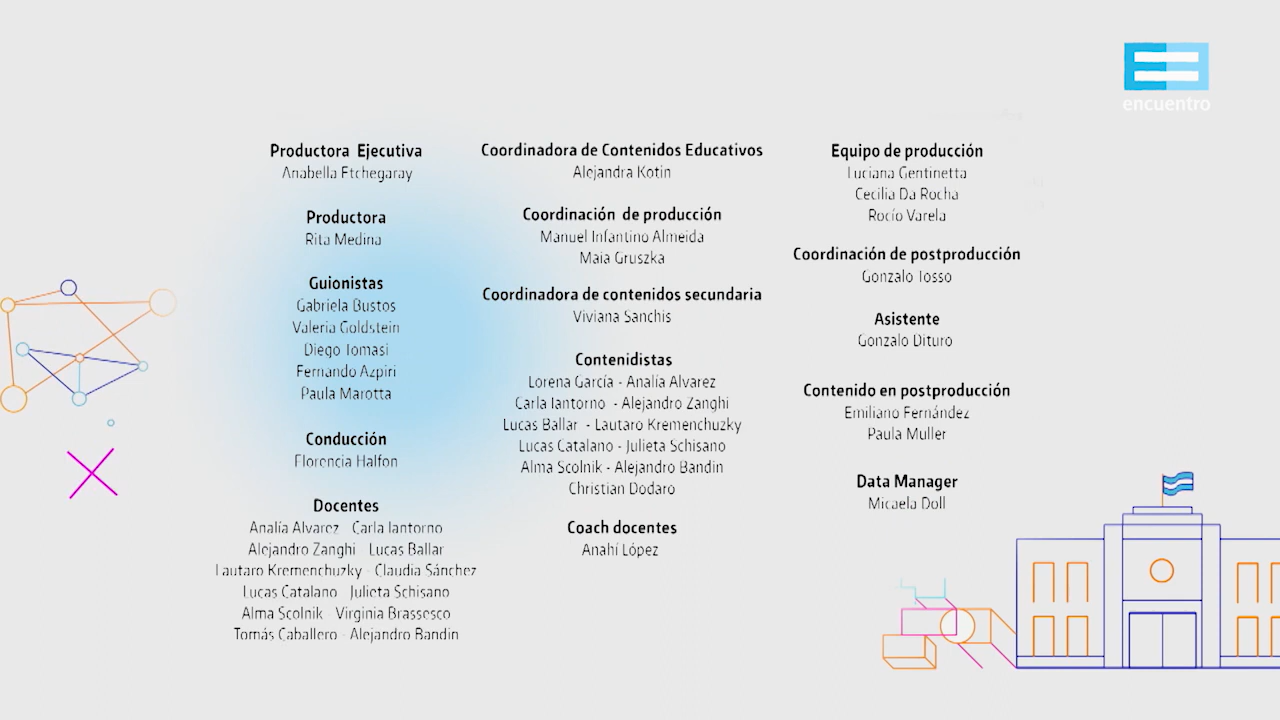 encuentro
Productora Ejecutiva
Anabella Etchegaray
Productora
Rita Medina
Guionistas
Gabriela Bustos
Valeria Goldstein
Diego Tomasi
Fernando Azpiri
Paula Marotta
Conducción
Florencia Halfon
Docentes
Analía Alvarez - Carla Iantorno
Alejandro Zanghi - Lucas Ballar
Lautaro Kremenchuzky - Claudia Sánchez
Lucas Catalano - Julieta Schisano
Alma Scolnik - Virginia Brassesco
Tomás Caballero - Alejandro Bandin
Coordinadora de Contenidos Educativos
Alejandra Kotin
Coordinación de producción
Manuel Infantino Almeida
Maia Gruszka
Coordinadora de contenidos secundaria
Viviana Sanchis
Contenidistas
Lorena García - Analía Alvarez
Carla Iantorno - Alejandro Zanghi
Lucas Ballar - Lautaro Kremenchuzky
Lucas Catalano - Julieta Schisano
Alma Scolnik - Alejandro Bandin
Christian Dodaro
Coach docentes
Anahí López
Equipo de producción
Luciana Gentinetta
Cecilia Da Rocha
Rocío Varela
Coordinación de postproducción
Gonzalo Tosso
Asistente
Gonzalo Dituro
Contenido en postproducción
Emiliano Fernández
Paula Muller
Data Manager
Micaela Doll